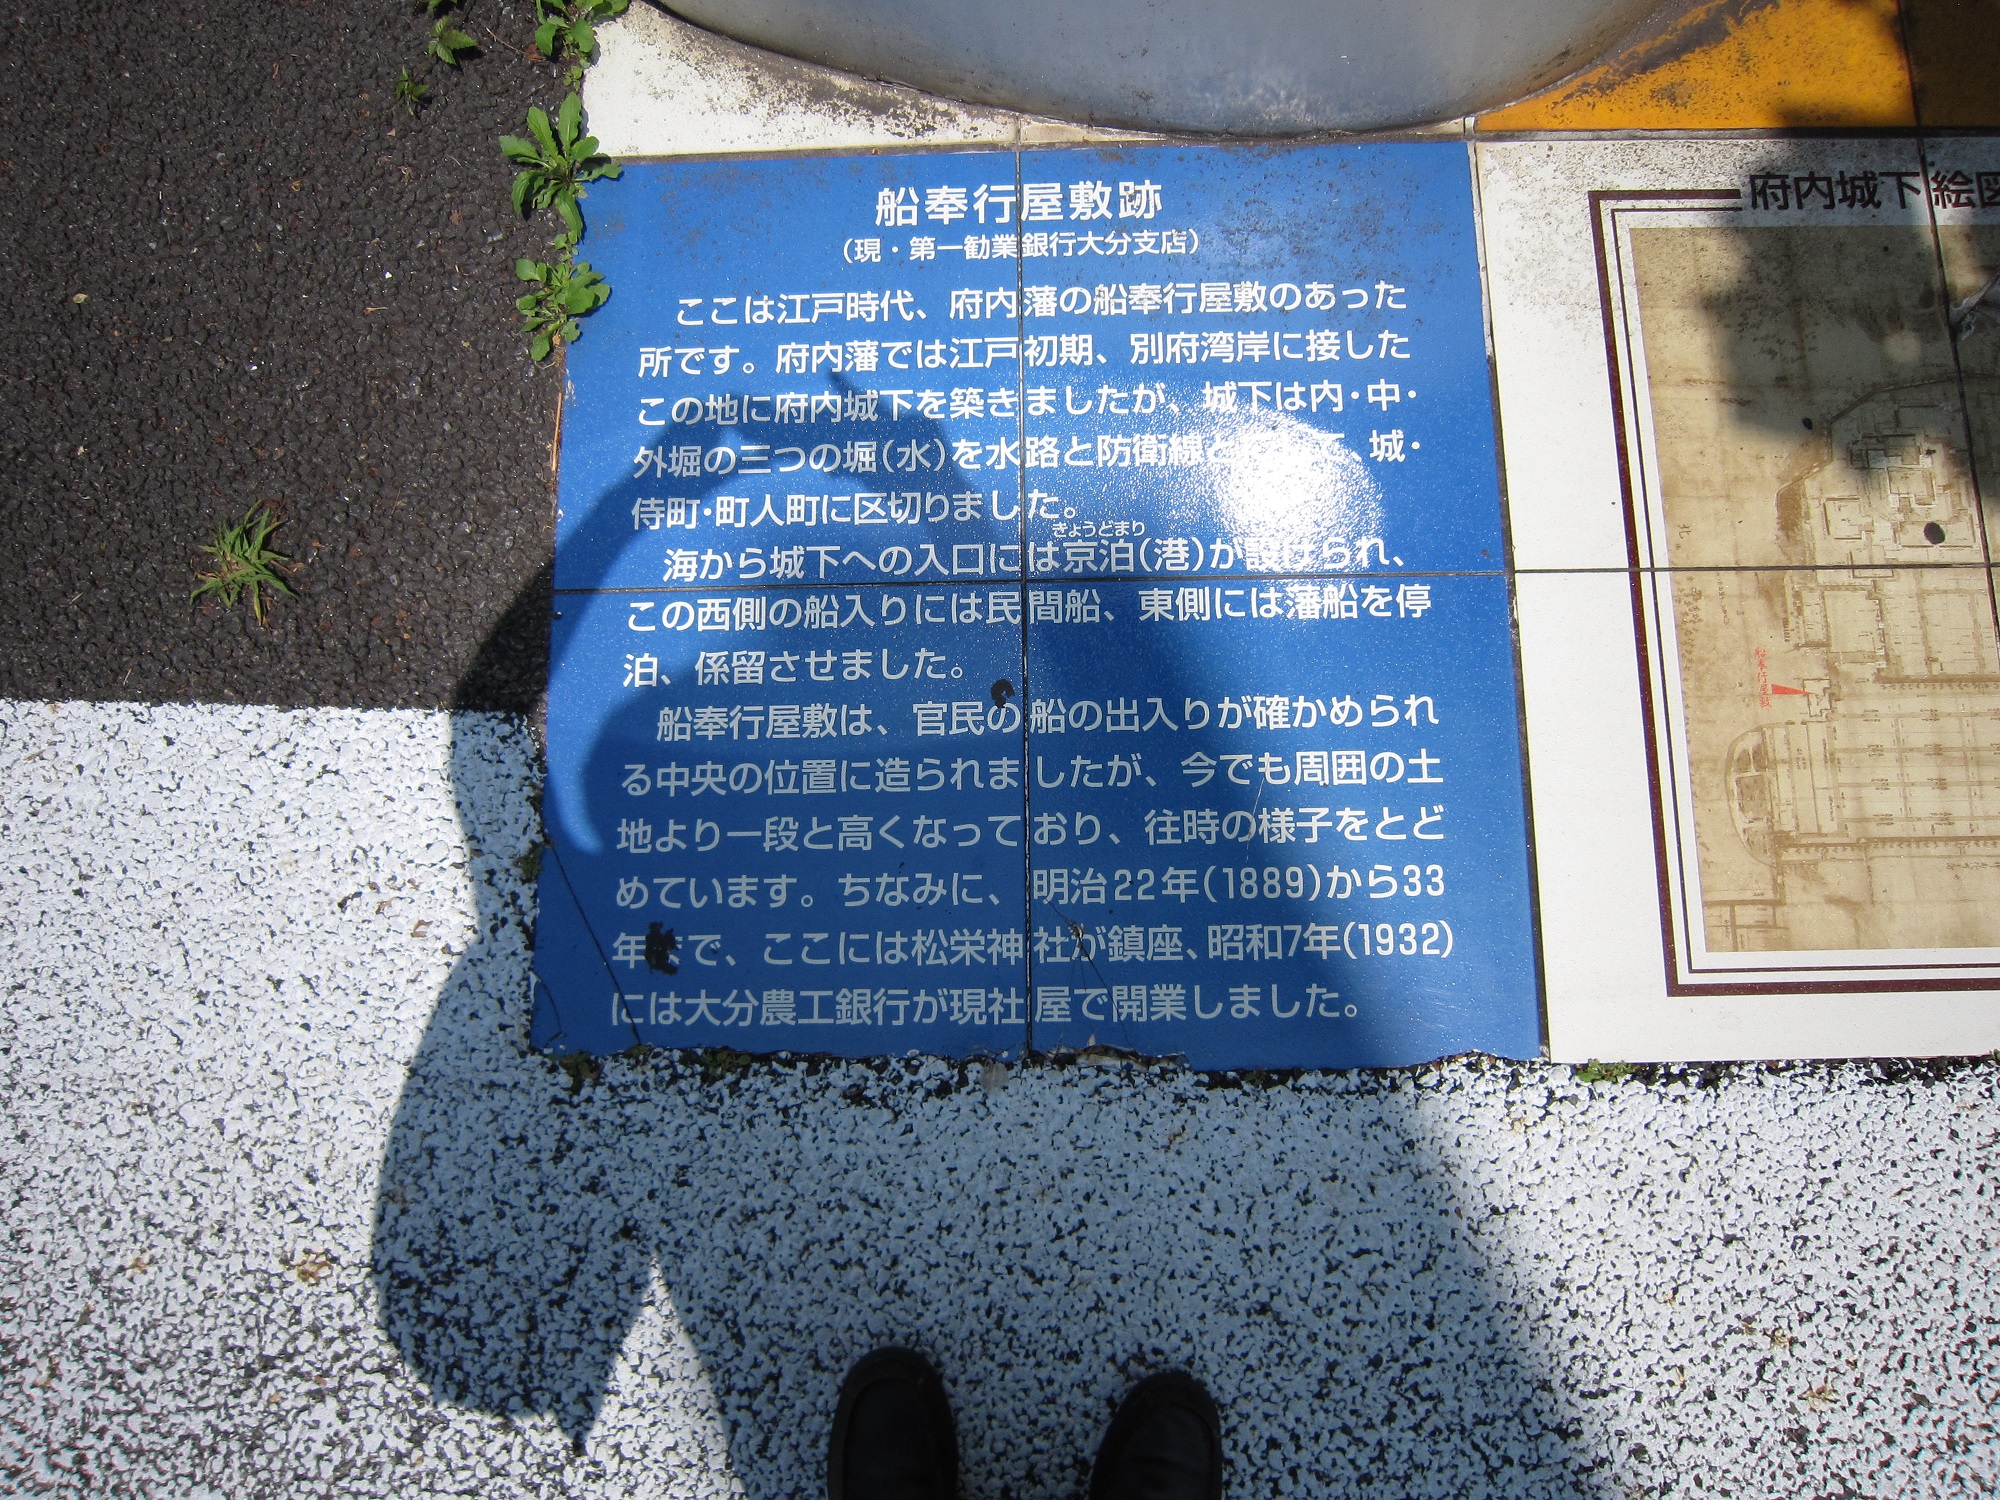 船奉行屋敷跡
（現・第一勧業銀行大分支店）
ここは江戸時代、府内藩の船奉行屋敷のあった
所です。府内藩では江戸初期、別府湾岸に接した
この地に府内城下を築きましたが、城下は内・中・
外堀の三つの堀（水）を水路と防衛線と、城・
侍町・町人町に区切りました。
きょうどまり
海から城下への入口には京泊（港）が設けられ、
この西側の船入りには民間船、東側には藩船を停
泊、係留させました。
船奉行屋敷は、官民の船の出入りが確かめられ
る中央の位置に造られましたが、今でも周囲の土
地より一段と高くなっており、往時の様子をとど
めています。ちなみに、明治22年（1889）から33
年まで、ここには松栄神社が鎮座、昭和7年（1932）
には大分農工銀行が現社屋で開業しました。
府内城下絵図
船奉行屋敷